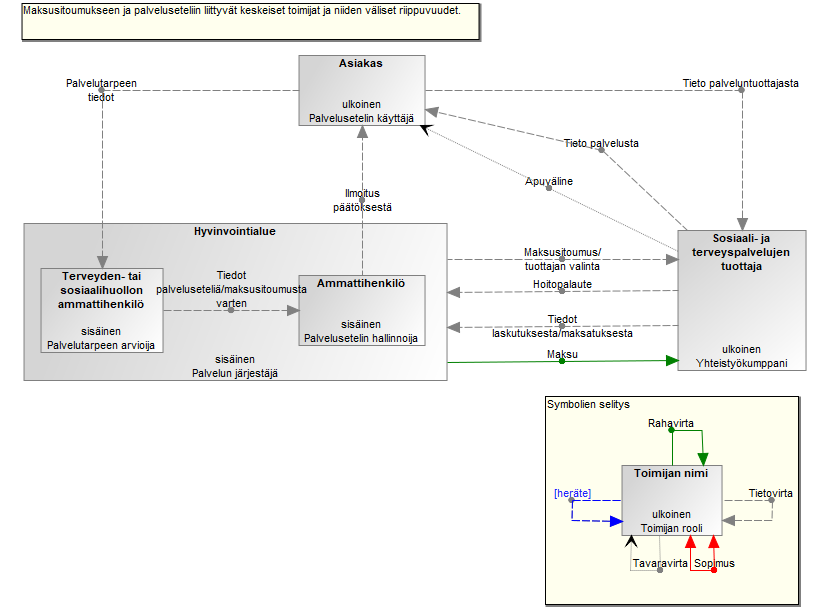 Maksusitoumukseen ja palveluseteliin liittyvät keskeiset toimijat ja niiden väliset riippuvuudet.
Asiakas
ulkoinen
Palvelusetelin käyttäjä
Palvelutarpeen
tiedot
Tieto palveluntuottajasta
Tieto palvelusta
Apuväline
Ilmoitus
päätöksestä
Hyvinvointialue
Terveyden- tai
sosiaalihuollon
ammattihenkilö
sisäinen
Palvelutarpeen arvioija
Tiedot
palveluseteliä/maksusitoumusta
varten
Ammattihenkilö
sisäinen
Palvelusetelin hallinnoija
sisäinen
Palvelun järjestäjä
Maksusitoumus/
tuottajan valinta
Hoitopalaute
Tiedot
laskutuksesta/maksatuksesta
Maksu
Sosiaali- ja
terveyspalvelujen
tuottaja
ulkoinen
Yhteistyökumppani
Symbolien selitys
Rahavirta
Toimijan nimi
ulkoinen
Toimijan rooli
[heräte]
Tietovirta
Tavaravirta
Sopimus